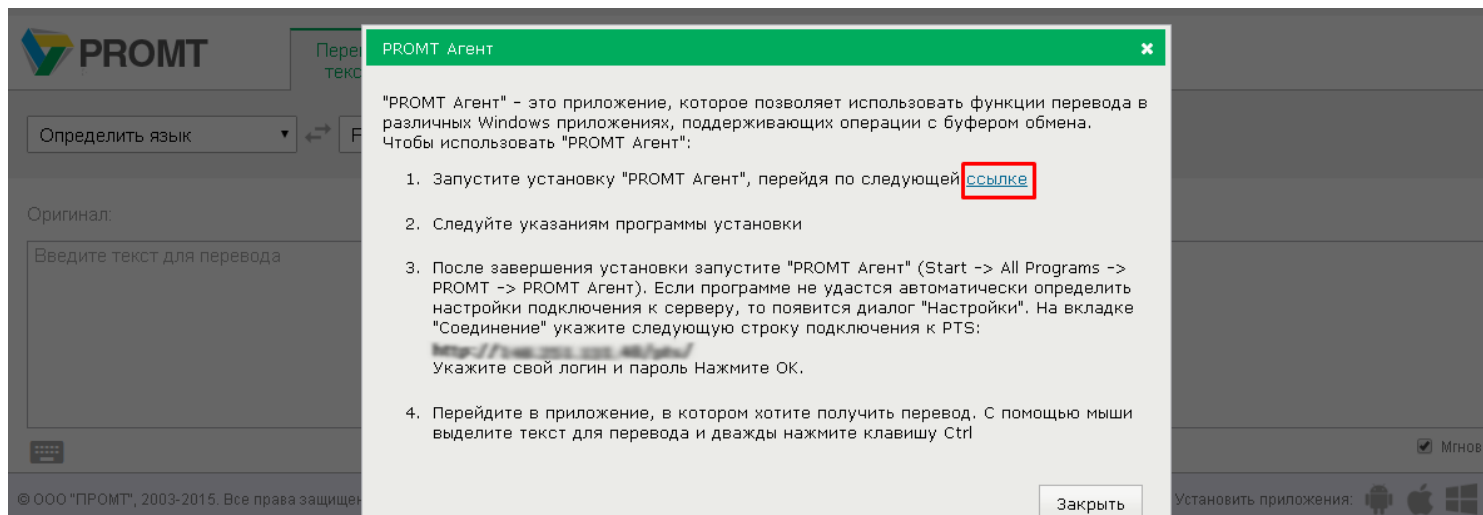 PROMT
Пере
текс
PROMT Агент
Определить язык
F
"PROMT Агент" - это приложение, которое позволяет использовать функции перевода в
различных Windows приложениях, поддерживающих операции с буфером обмена.
Чтобы использовать "PROMT Агент":
1. Запустите установку "PROMT Агент", перейдя по следующей ссылке
2. Следуйте указаниям программы установки
3. После завершения установки запустите "PROMT Агент" (Start -> All Programs ->
PROMT -> PROMT Агент). Если программе не удастся автоматически определить
настройки подключения к серверу, то появится диалог "Настройки". На вкладке
"Соединение" укажите следующую строку подключения к PTS:
Укажите свой логин и пароль Нажмите OK.
4. Перейдите в приложение, в котором хотите получить перевод. С помощью мыши
выделите текст для перевода и дважды нажмите клавишу Ctrl
Закрыть
Оригинал:
Введите текст для перевода
Мгнов
© ООО "ПРОМТ", 2003-2015. Все права защищен
Установить приложения: